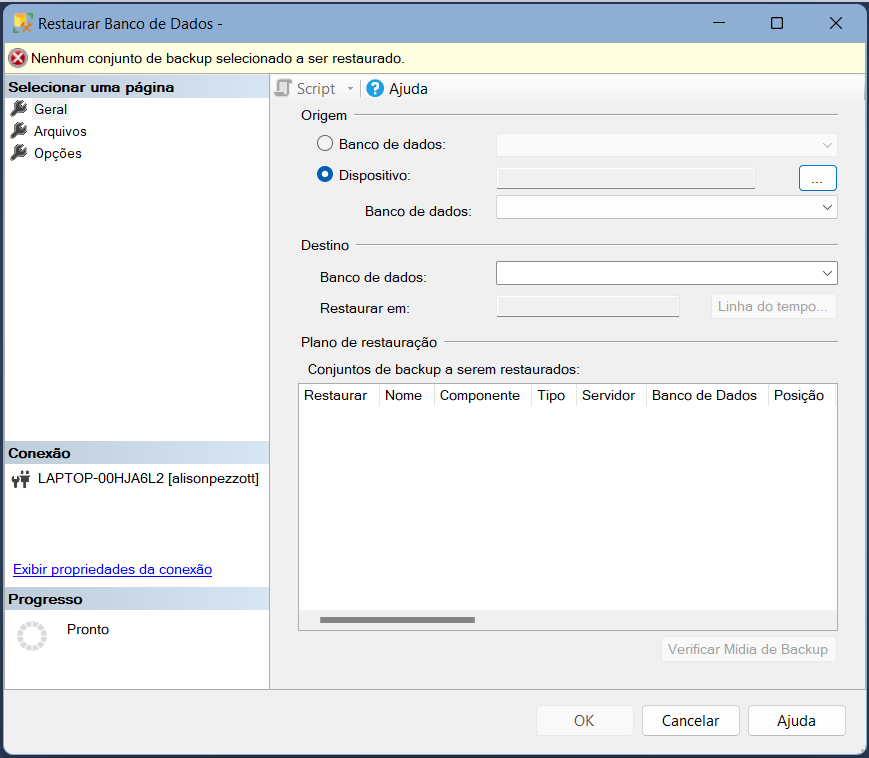 Restaurar Banco de Dados -
Nenhum conjunto de backup selecionado a ser restaurado.
Selecionar uma página
Geral
Arquivos
Opções
Conexão
LAPTOP-00HJA6L2 [alisonpezzott]
Exibir propriedades da conexão
Progresso
Pronto
Script
Ajuda
Origem
Banco de dados:
Dispositivo:
...
Banco de dados:
Destino
Banco de dados:
Restaurar em:
Linha do tempo...
Plano de restauração
Conjuntos de backup a serem restaurados:
Restaurar Nome Componente Tipo Servidor Banco de Dados Posição
Verificar Mídia de Backup
OK Cancelar Ajuda